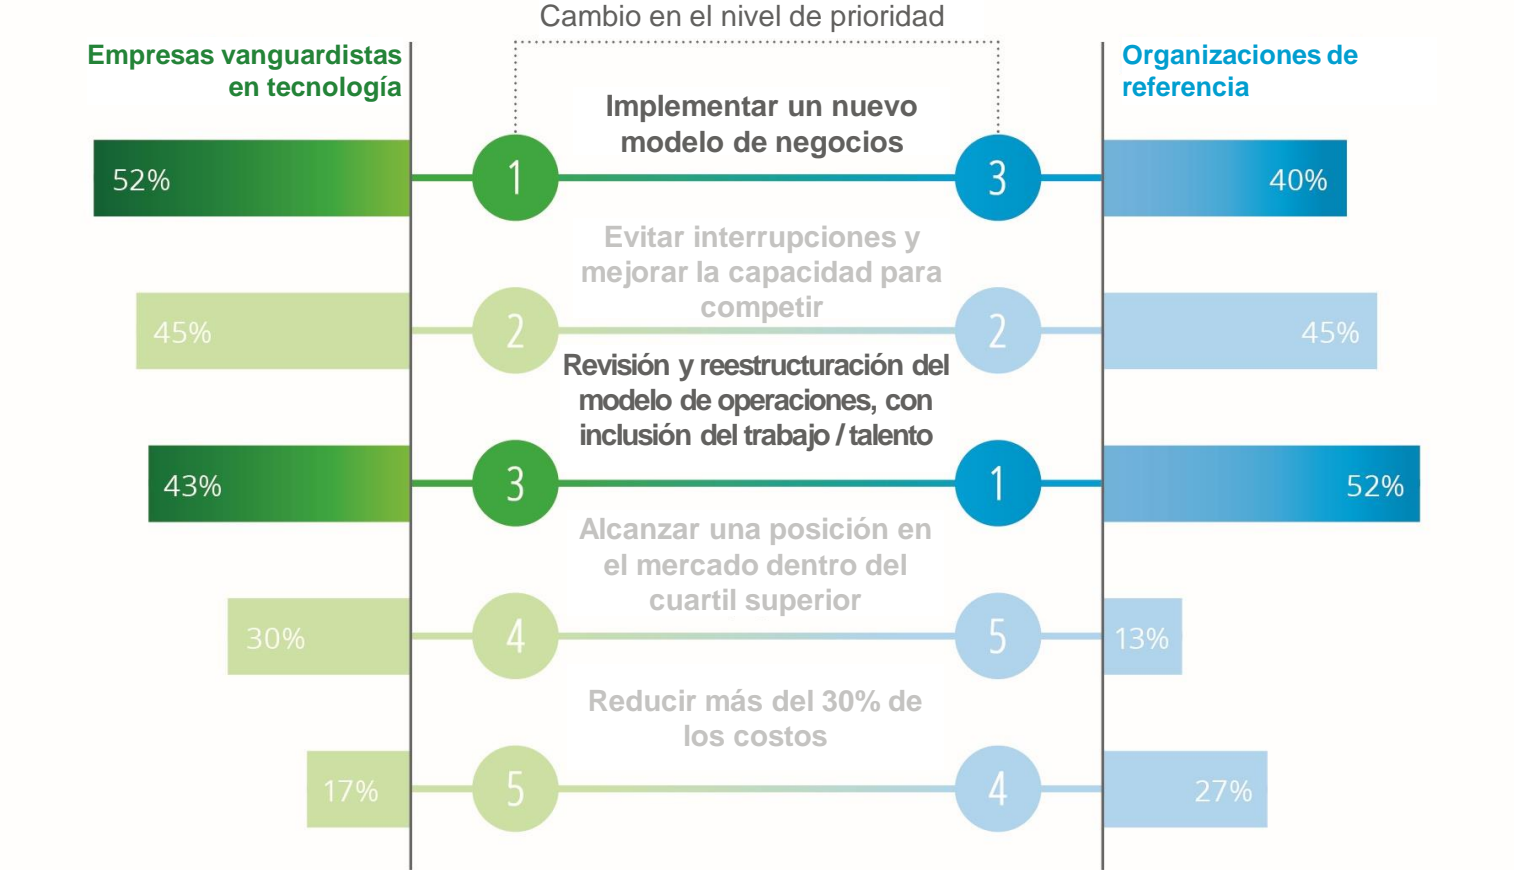 Cambio en el nivel de prioridad
Empresas vanguardistas
en tecnología
Organizaciones de
referencia
Implementar un nuevo
modelo de negocios
52%
1
3
40%
Evitar interrupciones y
mejorar la capacidad para
competir
45%
2
2
45%
Revisión y reestructuración del
modelo de operaciones, con
inclusión del trabajo / talento
43%
3
1
52%
Alcanzar una posición en
el mercado dentro del
cuartil superior
30%
4
5
13%
Reducir más del 30% de
los costos
17%
5
4
27%